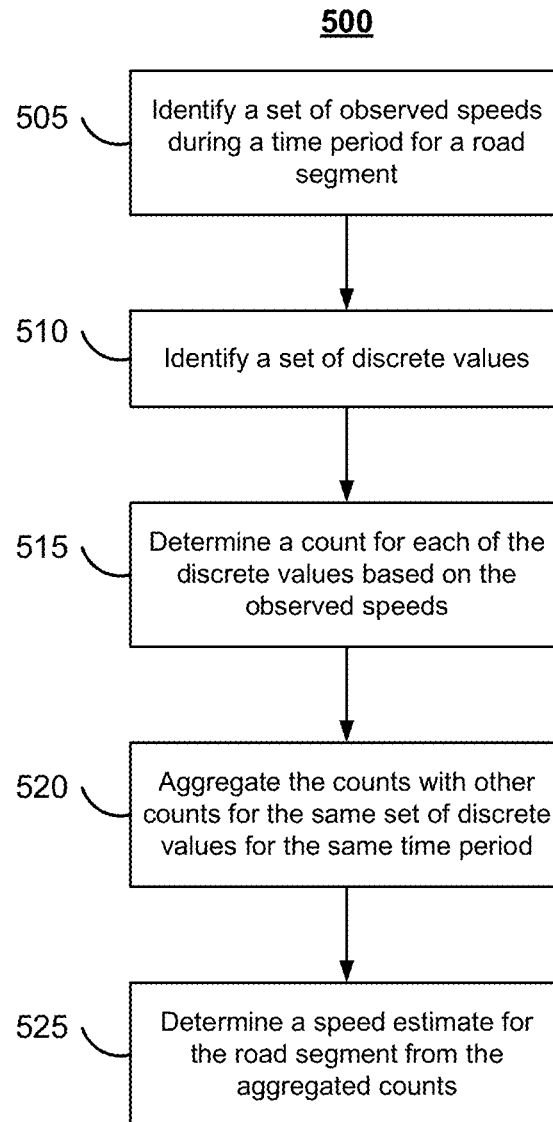 500
505
Identify a set of observed speeds
during a time period for a road
segment
510
Identify a set of discrete values
515
Determine a count for each of the
discrete values based on the
observed speeds
520
Aggregate the counts with other
counts for the same set of discrete
values for the same time period
525
Determine a speed estimate for
the road segment from the
aggregated counts